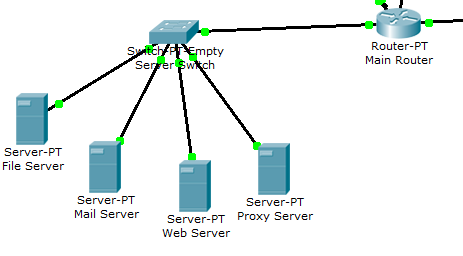 Switch-PT-Empty
Server Switch
Router-PT
Main Router
Server-PT
File Server
Server-PT
Mail Server
Server-PT
Web Server
Server-PT
Proxy Server